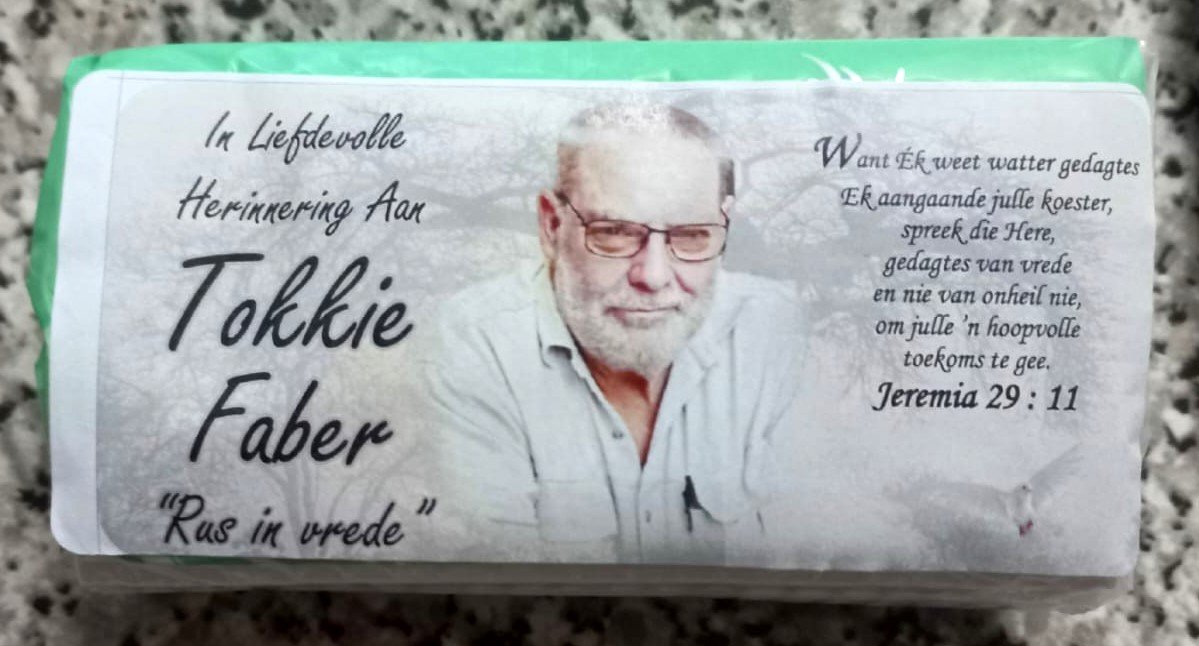 In Liefdevolle
Herinnering Aan
Tokkie
Faber
"Rus in vrede"
Want Ék weet watter gedagtes
Ek aangaande julle koester,
spreek die Here,
gedagtes van vrede
en nie van onheil nie,
om julle 'n hoopvolle
toekoms te gee.
Jeremia 29 : 11